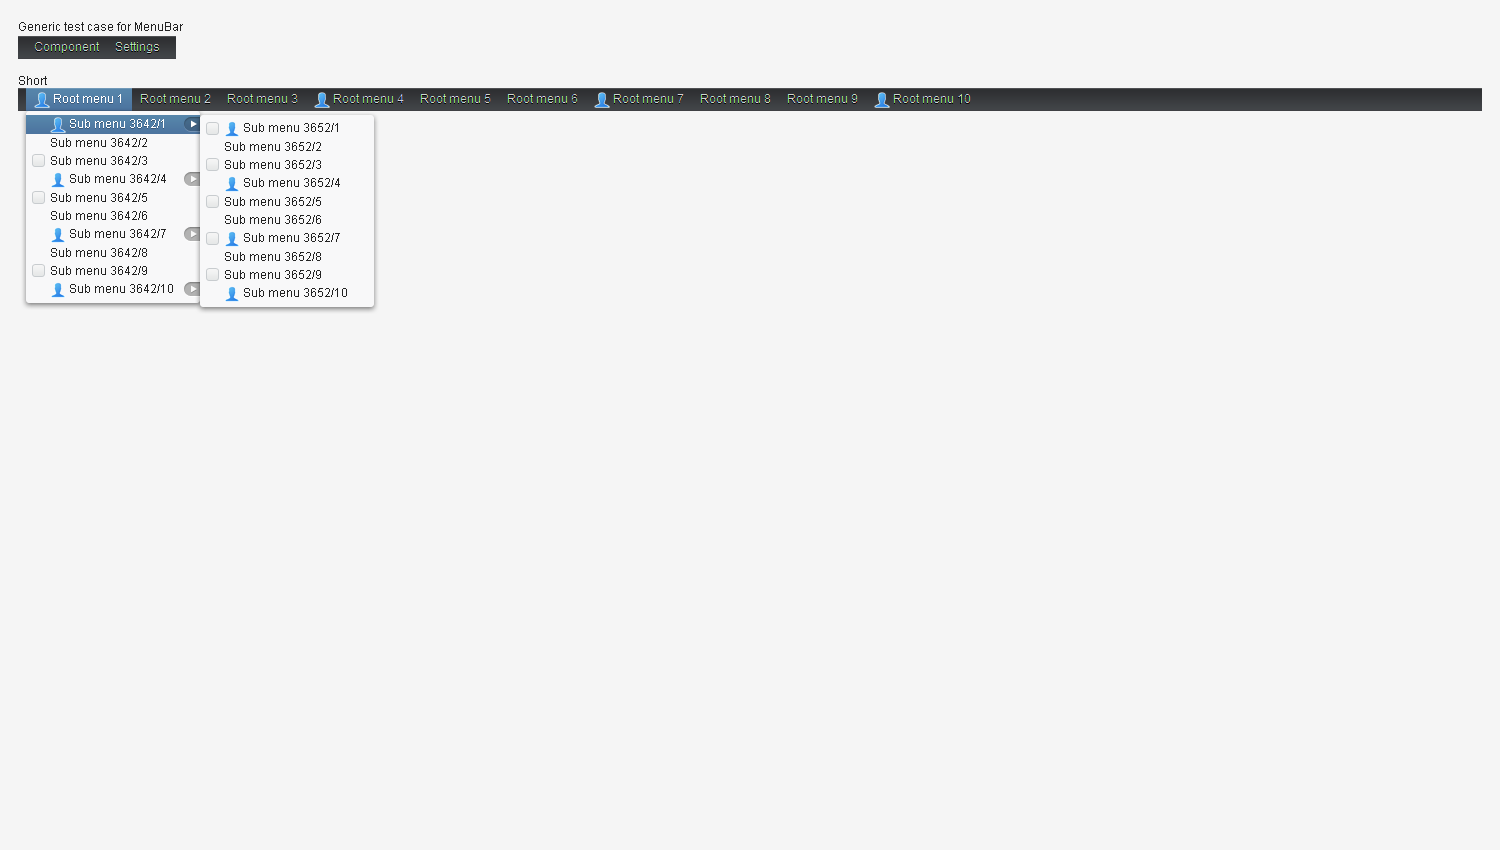 Generic test case for MenuBar
Component Settings
Short
Root menu 1 Root menu 2 Root menu 3 Root menu 4 Root menu 5 Root menu 6 Root menu 7 Root menu 8 Root menu 9 Root menu 10
Sub menu 3642/1
Sub menu 3642/2
Sub menu 3642/3
Sub menu 3642/4
Sub menu 3642/5
Sub menu 3642/6
Sub menu 3642/7
Sub menu 3642/8
Sub menu 3642/9
Sub menu 3642/10
Sub menu 3652/1
Sub menu 3652/2
Sub menu 3652/3
Sub menu 3652/4
Sub menu 3652/5
Sub menu 3652/6
Sub menu 3652/7
Sub menu 3652/8
Sub menu 3652/9
Sub menu 3652/10